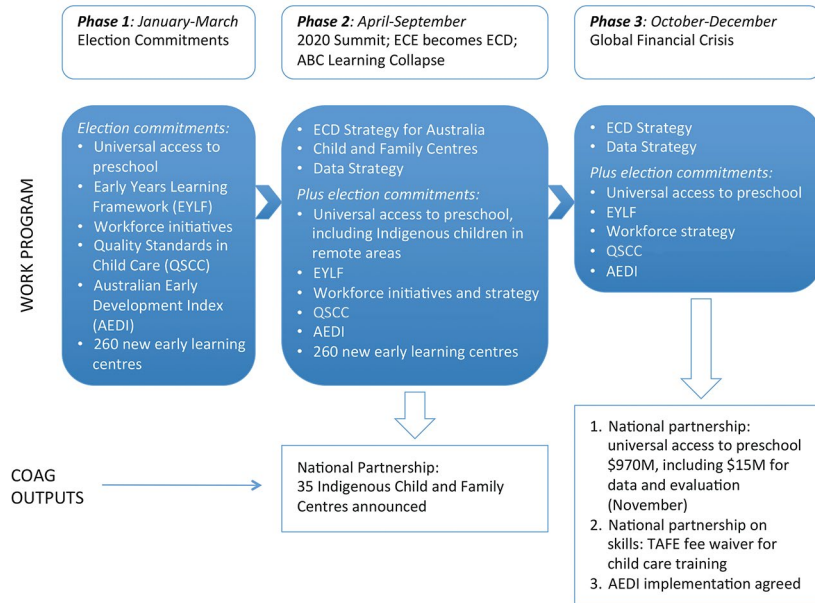 Phase 1: January-March
Election Commitments
Phase 2: April-September
2020 Summit; ECE becomes ECD;
ABC Learning Collapse
Phase 3: October-December
Global Financial Crisis
WORK PROGRAM
Election commitments:
• Universal access to
preschool
• Early Years Learning
Framework (EYLF)
• Workforce initiatives
• Quality Standards in
Child Care (QSCC)
• Australian Early
Development Index
(AEDI)
• 260 new early learning
centres
• ECD Strategy for Australia
• Child and Family Centres
• Data Strategy
Plus election commitments:
• Universal access to preschool,
including Indigenous children in
remote areas
• EYLF
• Workforce initiatives and strategy
• QSCC
• AEDI
• 260 new early learning centres
• ECD Strategy
• Data Strategy
Plus election commitments:
• Universal access to preschool
• EYLF
• Workforce strategy
• QSCC
• AEDI
COAG
OUTPUTS
National Partnership:
35 Indigenous Child and Family
Centres announced
1. National partnership:
universal access to preschool
$970M, including $15M for
data and evaluation
(November)
2. National partnership on
skills: TAFE fee waiver for
child care training
3. AEDI implementation agreed